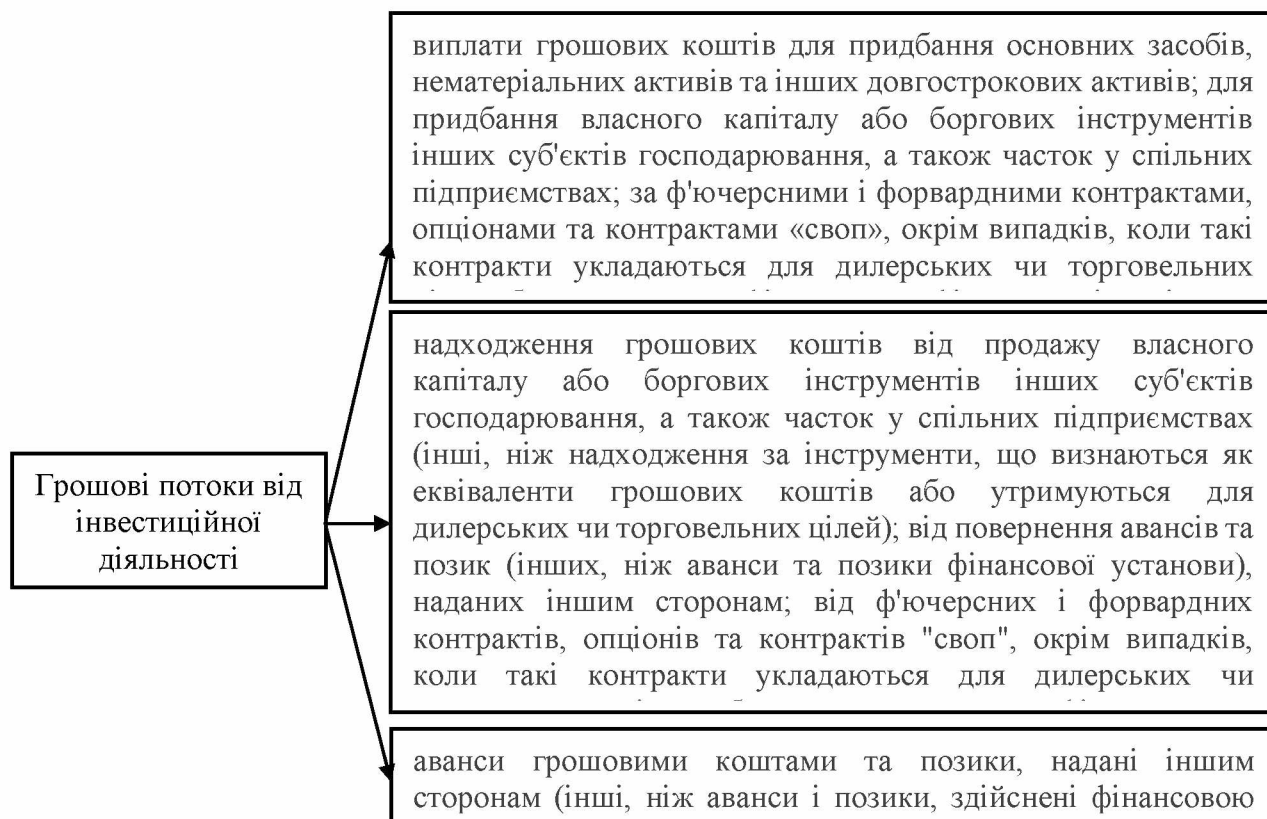 виплати грошових коштів для придбання основних засобів,
нематеріальних активів та інших довгострокових активів; для
придбання власного капіталу або боргових інструментів
інших суб'єктів господарювання, а також часток у спільних
підприємствах; за ф'ючерсними і форвардними контрактами,
опціонами та контрактами «своп», окрім випадків, коли такі
контракти укладаються для дилерських чи торговельних
надходження грошових коштів від продажу власного
капіталу або боргових інструментів інших суб'єктів
господарювання, а також часток у спільних підприємствах
(інші, ніж надходження за інструменти, що визнаються як
еквіваленти грошових коштів або утримуються для
дилерських чи торговельних цілей); від повернення авансів та
позик (інших, ніж аванси та позики фінансової установи),
наданих іншим сторонам; від ф'ючерсних і форвардних
контрактів, опціонів та контрактів "своп", окрім випадків,
коли такі контракти укладаються для дилерських чи
Грошові потоки від
інвестиційної
діяльності
аванси грошовими коштами та позики, надані іншим
сторонам (інші, ніж аванси і позики, здійснені фінансовою